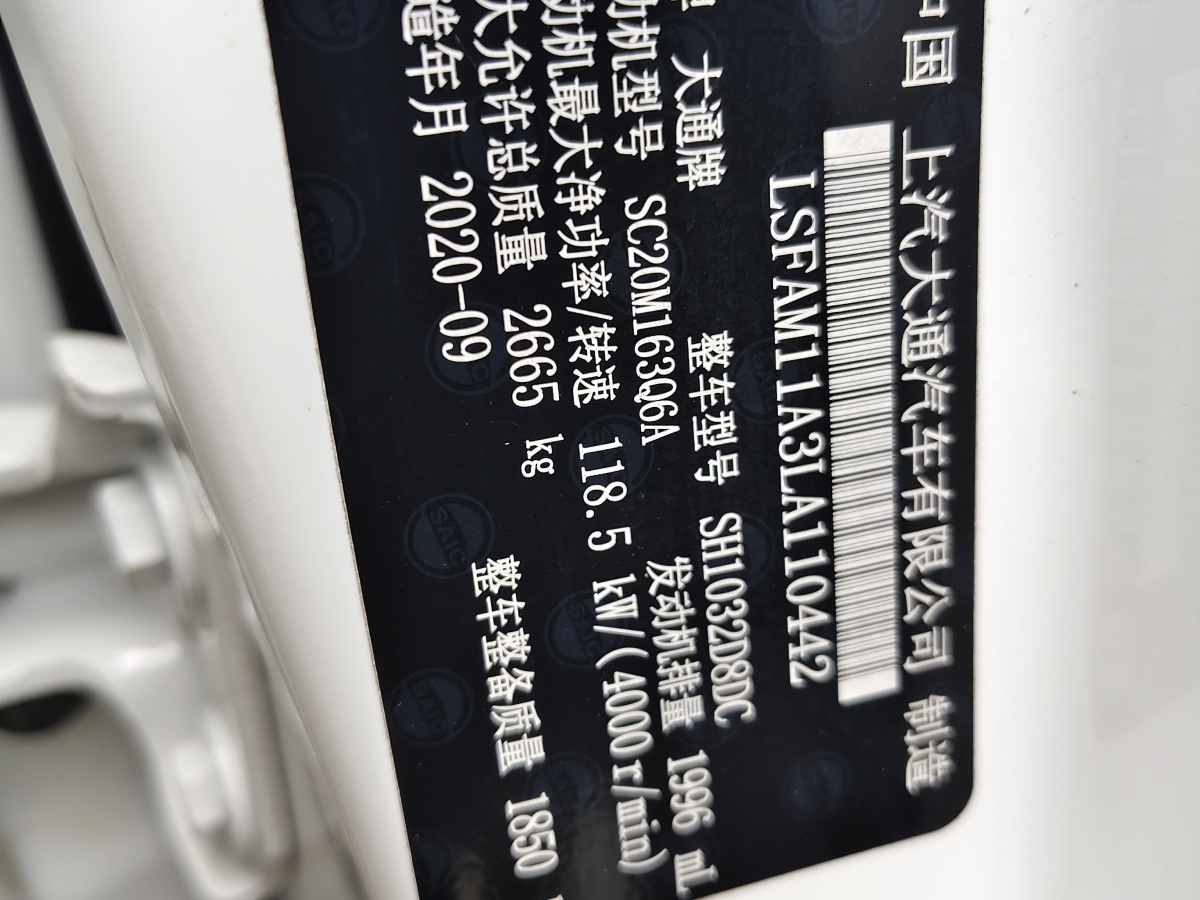 中国 上汽大通汽车有限公司 制造
LSFAM11A3LA110442
大通牌 整车型号 SH1032D8DC
动机型号 SC20M163Q6A 发动机排量 1996 mL
动机最大净功率/转速 118.5 kW/(4000r/min)
大允许总质量 2665 kg 整车整备质量 1850
造年月 2020-09
SAIC
SAIC